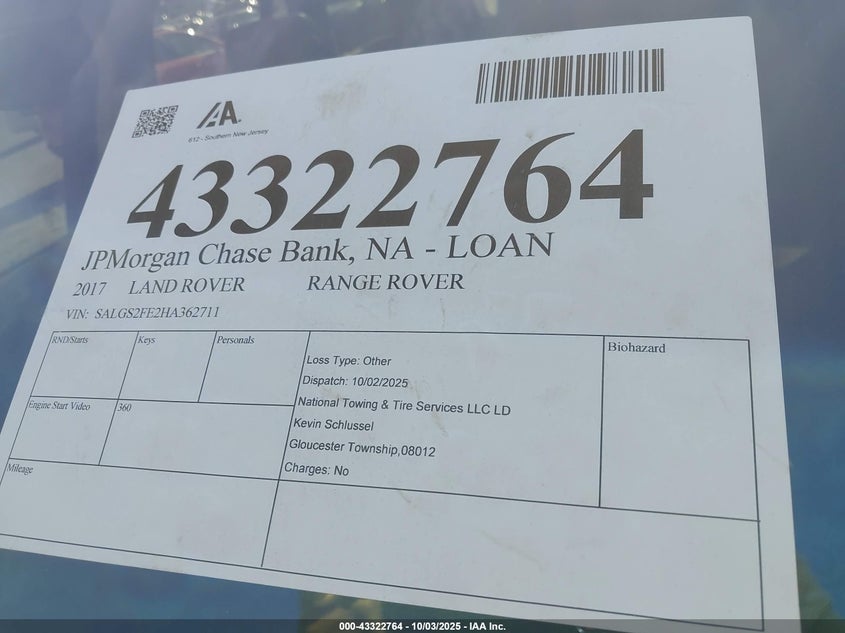 IAA.
612 - Southern New Jersey
43322764
JPMorgan Chase Bank, NA - LOAN
2017 LAND ROVER RANGE ROVER
VIN: SALGS2FE2HA362711
RND/Starts
Keys
Personals
Loss Type: Other
Dispatch: 10/02/2025
National Towing & Tire Services LLC LD
Kevin Schlussel
Gloucester Township,08012
Charges: No
Biohazard
Engine Start Video
360
Mileage
000-43322764 - 10/03/2025 - IAA Inc.